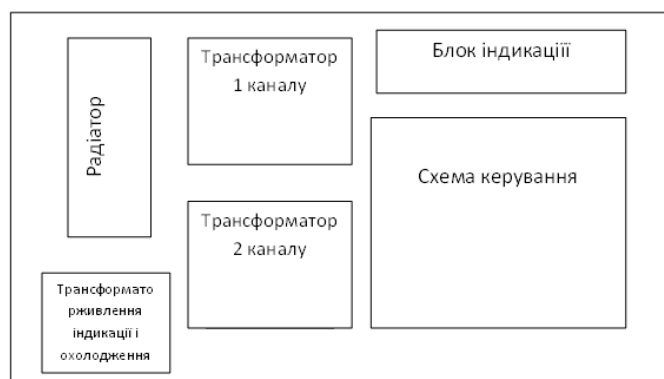 Радіатор
Трансформатор
1 каналу
Блок індикаціїї
Схема керування
Трансформатор
2 каналу
Трансформато
рживлення
індикації і
охолодження